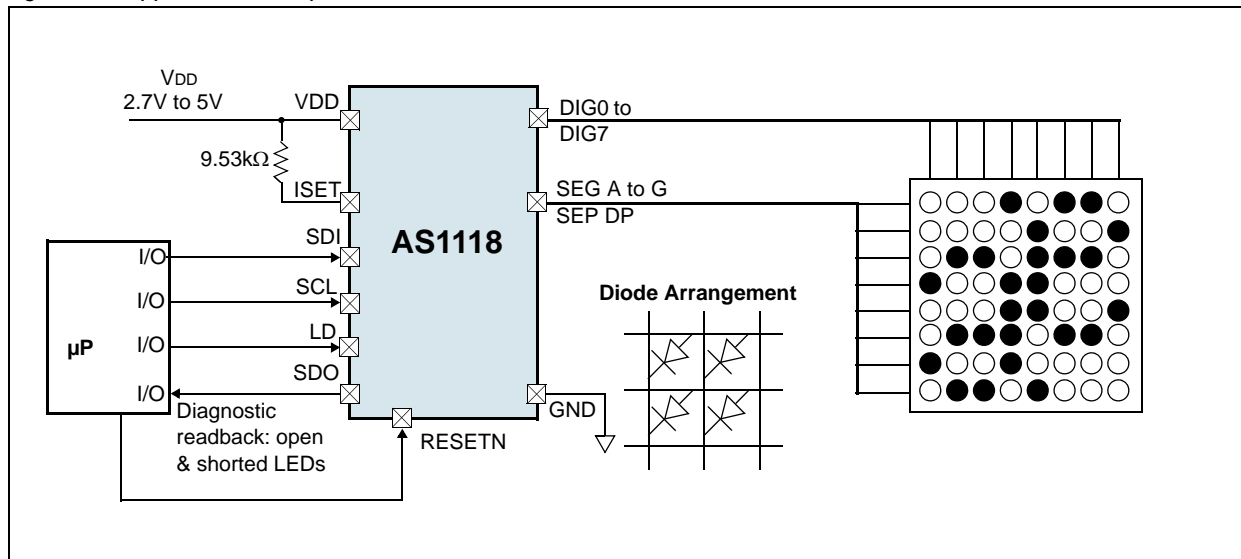 VDD
2.7V to 5V
VDD
9.53kΩ
ISET
SDI
SCL
LD
SDO
AS1118
DIG0 to
DIG7
SEG A to G
SEP DP
GND
RESETN
µP
I/O
I/O
I/O
I/O
Diagnostic
readback: open
& shorted LEDs
Diode Arrangement